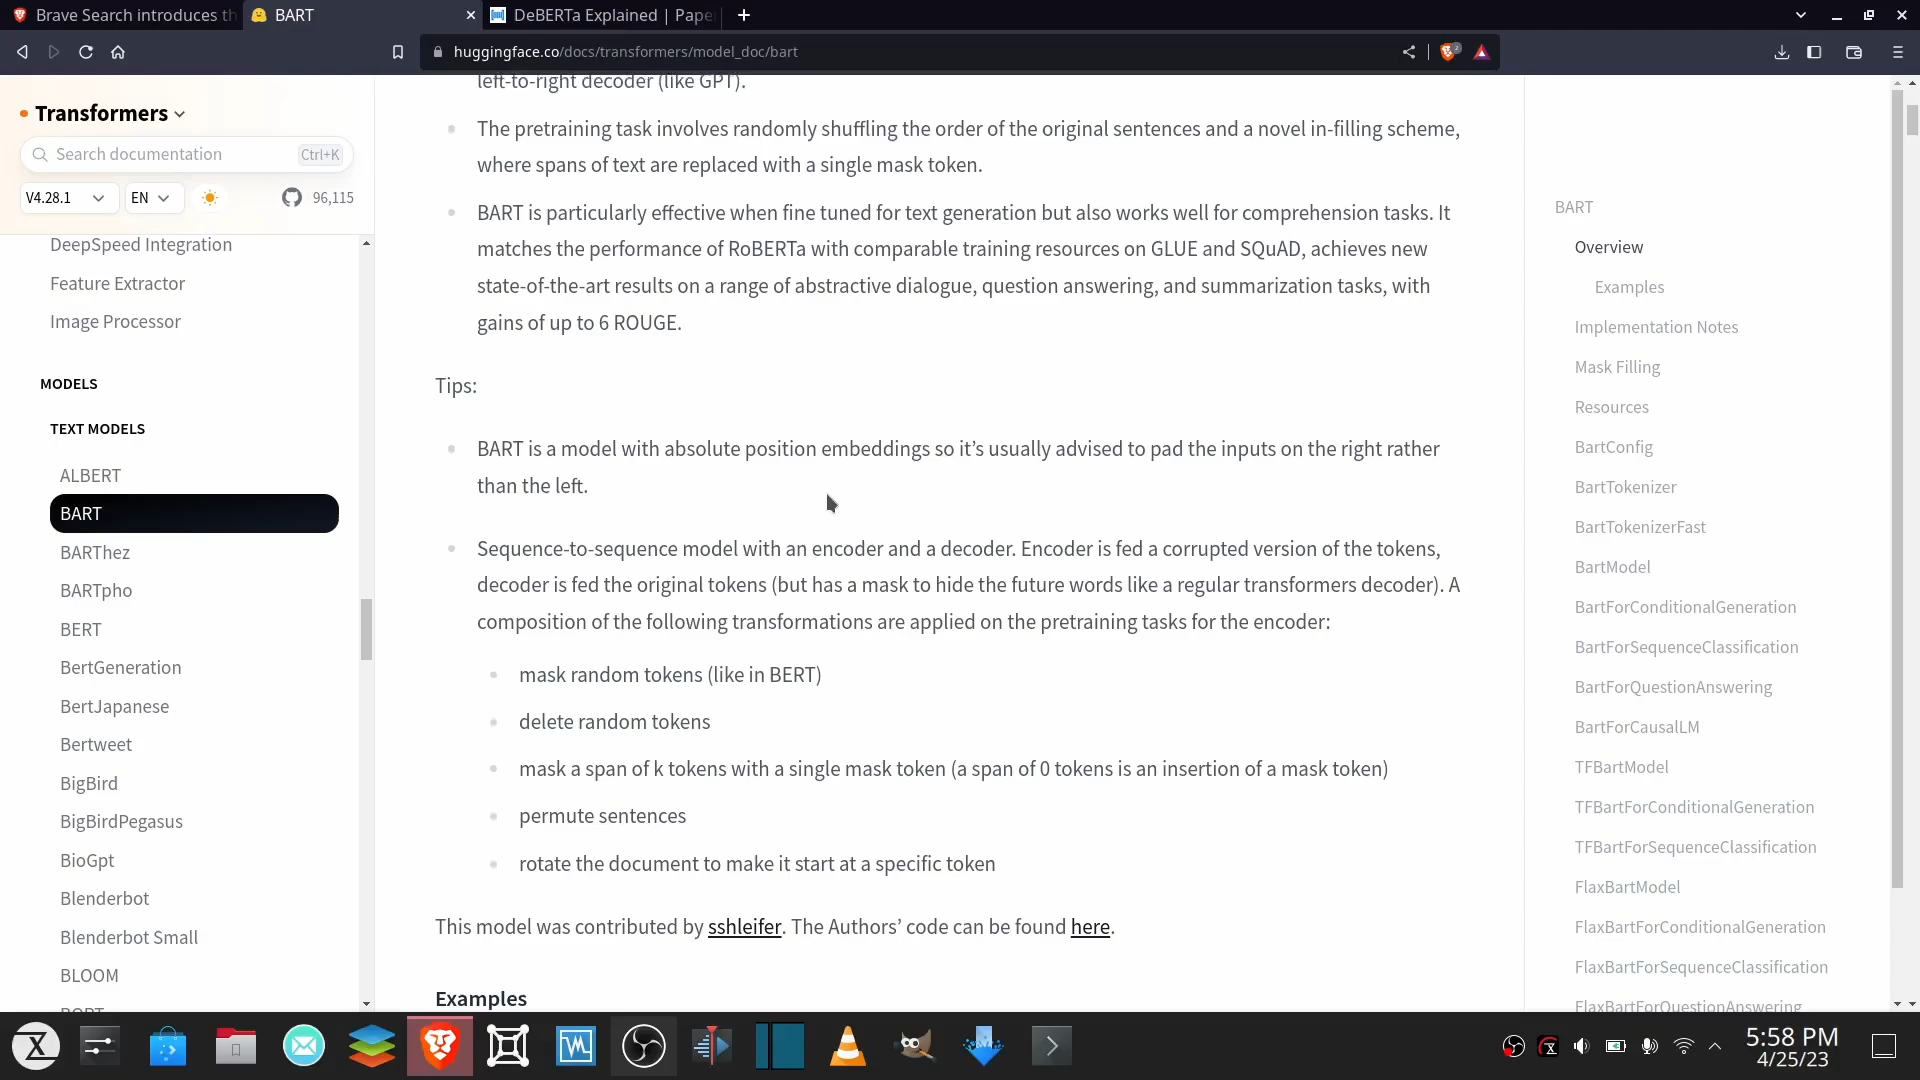 Brave Search introduces th
BART
DeBERTa Explained | Pape
huggingface.co/docs/transformers/model_doc/bart
2
Transformers
Search documentation
Ctrl+K
V4.28.1
EN
96,115
DeepSpeed Integration
Feature Extractor
Image Processor
MODELS
TEXT MODELS
ALBERT
BART
BARThez
BARTpho
BERT
BertGeneration
BertJapanese
Bertweet
BigBird
BigBirdPegasus
BioGpt
Blenderbot
Blenderbot Small
BLOOM
left-to-right decoder (like GPT).
The pretraining task involves randomly shuffling the order of the original sentences and a novel in-filling scheme,
where spans of text are replaced with a single mask token.
BART is particularly effective when fine tuned for text generation but also works well for comprehension tasks. It
matches the performance of RoBERTa with comparable training resources on GLUE and SQuAD, achieves new
state-of-the-art results on a range of abstractive dialogue, question answering, and summarization tasks, with
gains of up to 6 ROUGE.
Tips:
BART is a model with absolute position embeddings so it’s usually advised to pad the inputs on the right rather
than the left.
Sequence-to-sequence model with an encoder and a decoder. Encoder is fed a corrupted version of the tokens,
decoder is fed the original tokens (but has a mask to hide the future words like a regular transformers decoder). A
composition of the following transformations are applied on the pretraining tasks for the encoder:
mask random tokens (like in BERT)
delete random tokens
mask a span of k tokens with a single mask token (a span of 0 tokens is an insertion of a mask token)
permute sentences
rotate the document to make it start at a specific token
This model was contributed by sshleifer. The Authors’ code can be found here.
Examples
BART
Overview
Examples
Implementation Notes
Mask Filling
Resources
BartConfig
BartTokenizer
BartTokenizerFast
BartModel
BartForConditionalGeneration
BartForSequenceClassification
BartForQuestionAnswering
BartForCausalLM
TFBartModel
TFBartForConditionalGeneration
TFBartForSequenceClassification
FlaxBartModel
FlaxBartForConditionalGeneration
FlaxBartForSequenceClassification
FlaxBartForQuestionAnswering
5:58 PM
4/25/23